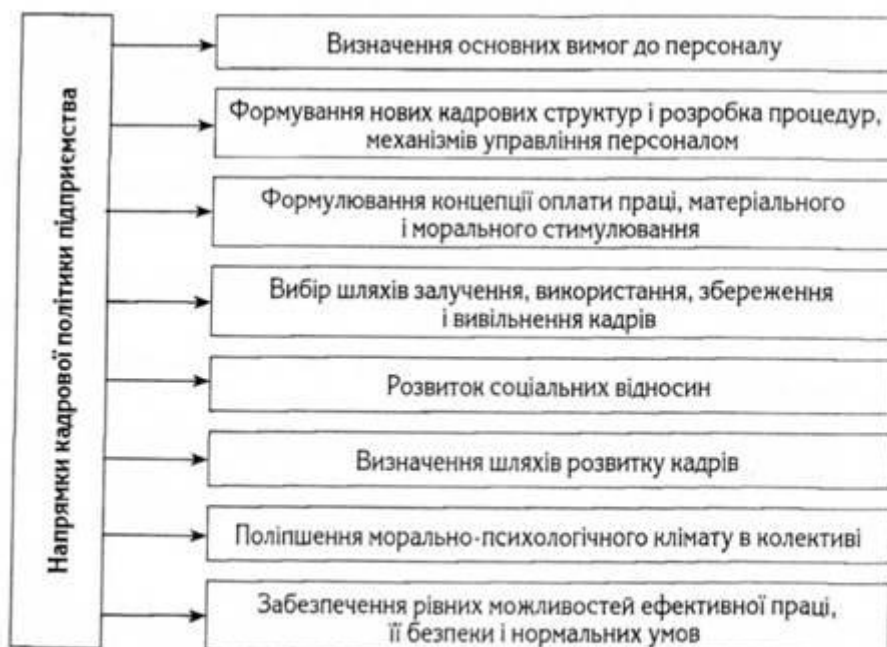 Напрямки кадрової політики підприємства
Визначення основних вимог до персоналу
Формування нових кадрових структур і розробка процедур,
механізмів управління персоналом
Формулювання концепції оплати праці, матеріального
і морального стимулювання
Вибір шляхів залучення, використання, збереження
і вивільнення кадрів
Розвиток соціальних відносин
Визначення шляхів розвитку кадрів
Поліпшення морально-психологічного клімату в колективі
Забезпечення рівних можливостей ефективної праці,
її безпеки і нормальних умов